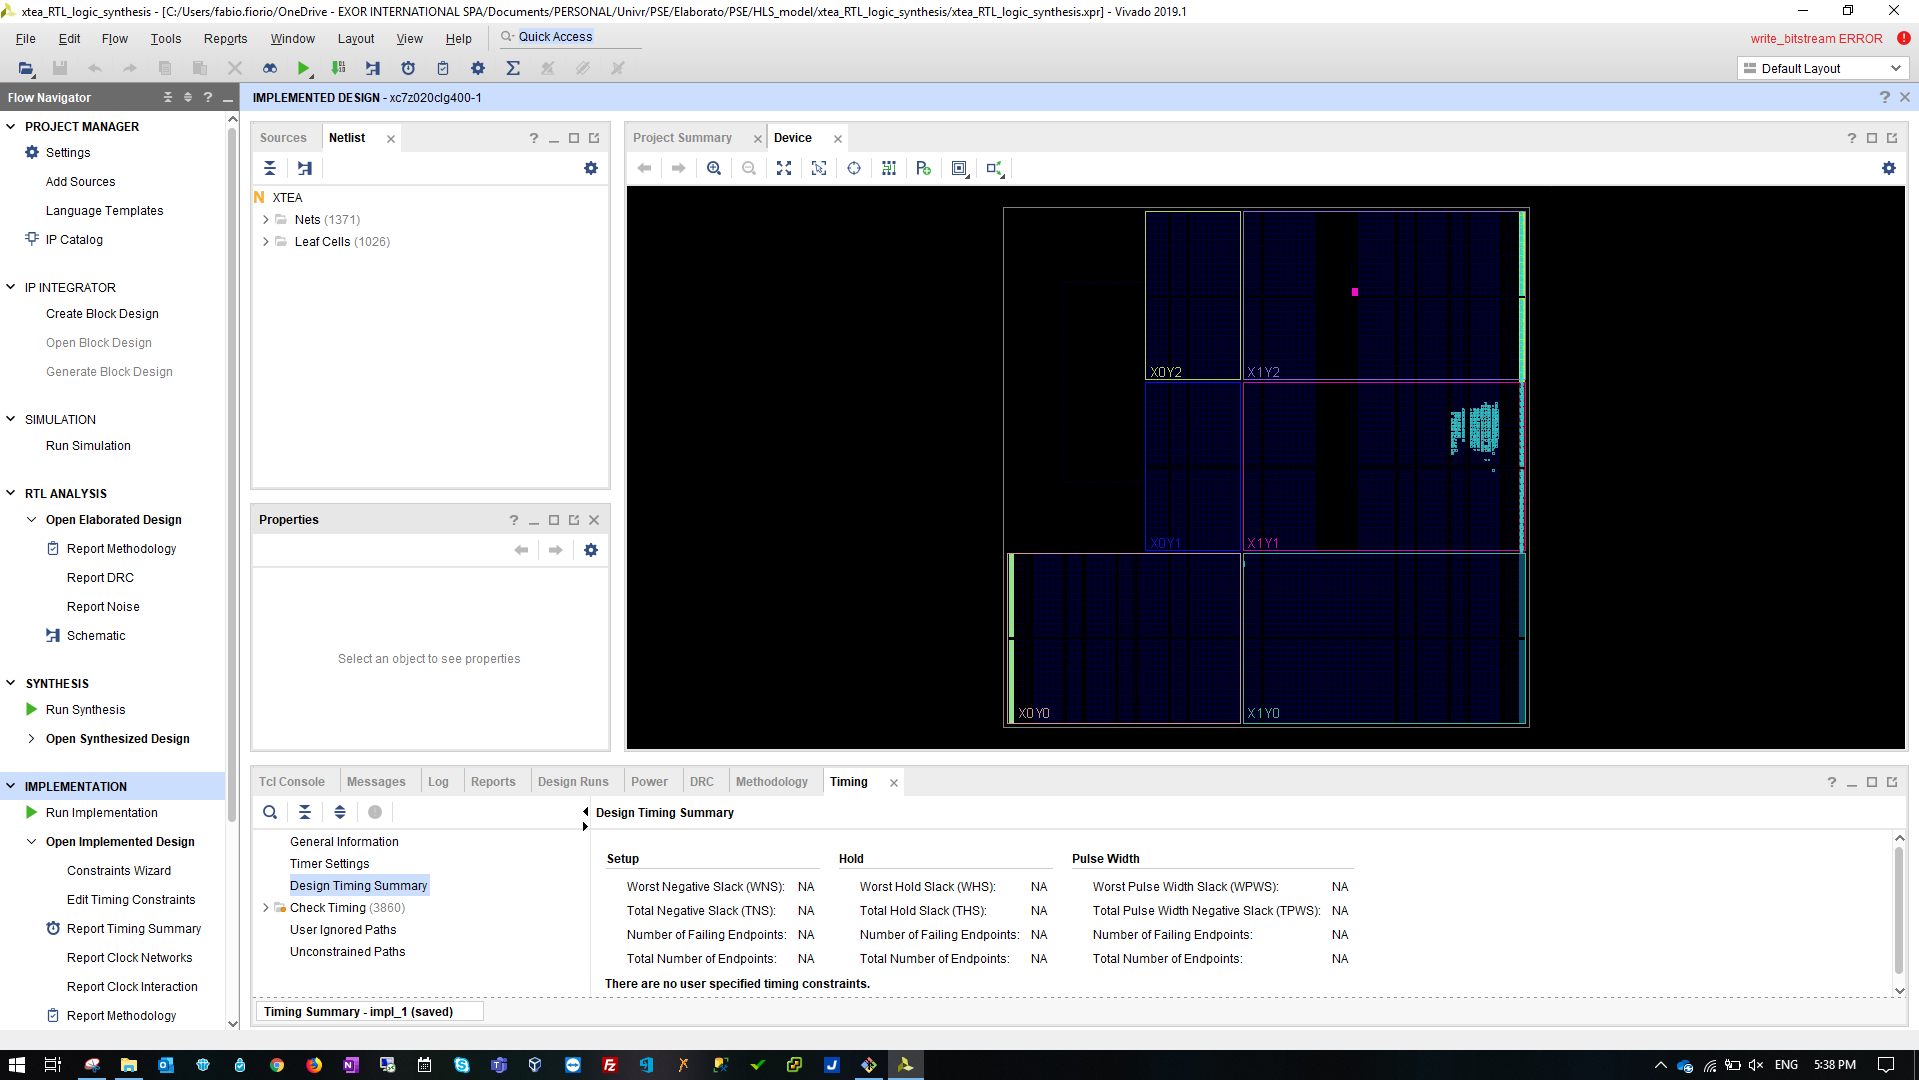 xtea_RTL_logic_synthesis - [C:/Users/fabio.fiorio/OneDrive - EXOR INTERNATIONAL SPA/Documents/PERSONAL/Univr/PSE/Elaborato/PSE/HLS_model/xtea_RTL_logic_synthesis/xtea_RTL_logic_synthesis.xpr] - Vivado 2019.1
File Edit Flow Tools Reports Window Layout View Help Quick Access
write_bitstream ERROR
Default Layout
Flow Navigator
IMPLEMENTED DESIGN - xc7z020clg400-1
PROJECT MANAGER
Settings
Add Sources
Language Templates
IP Catalog
IP INTEGRATOR
Create Block Design
Open Block Design
Generate Block Design
SIMULATION
Run Simulation
RTL ANALYSIS
Open Elaborated Design
Report Methodology
Report DRC
Report Noise
Schematic
SYNTHESIS
Run Synthesis
Open Synthesized Design
IMPLEMENTATION
Run Implementation
Open Implemented Design
Constraints Wizard
Edit Timing Constraints
Report Timing Summary
Report Clock Networks
Report Clock Interaction
Report Methodology
Sources Netlist
N XTEA
Nets (1371)
Leaf Cells (1026)
Properties
Select an object to see properties
Project Summary Device
X0Y2 X1Y2
X0Y1 X1Y1
X0Y0 X1Y0
Tcl Console Messages Log Reports Design Runs Power DRC Methodology Timing
General Information
Timer Settings
Design Timing Summary
Check Timing (3860)
User Ignored Paths
Unconstrained Paths
Design Timing Summary
Setup Hold Pulse Width
Worst Negative Slack (WNS): NA Worst Hold Slack (WHS): NA Worst Pulse Width Slack (WPWS): NA
Total Negative Slack (TNS): NA Total Hold Slack (THS): NA Total Pulse Width Negative Slack (TPWS): NA
Number of Failing Endpoints: NA Number of Failing Endpoints: NA Number of Failing Endpoints: NA
Total Number of Endpoints: NA Total Number of Endpoints: NA Total Number of Endpoints: NA
There are no user specified timing constraints.
Timing Summary - impl_1 (saved)
ENG 5:38 PM